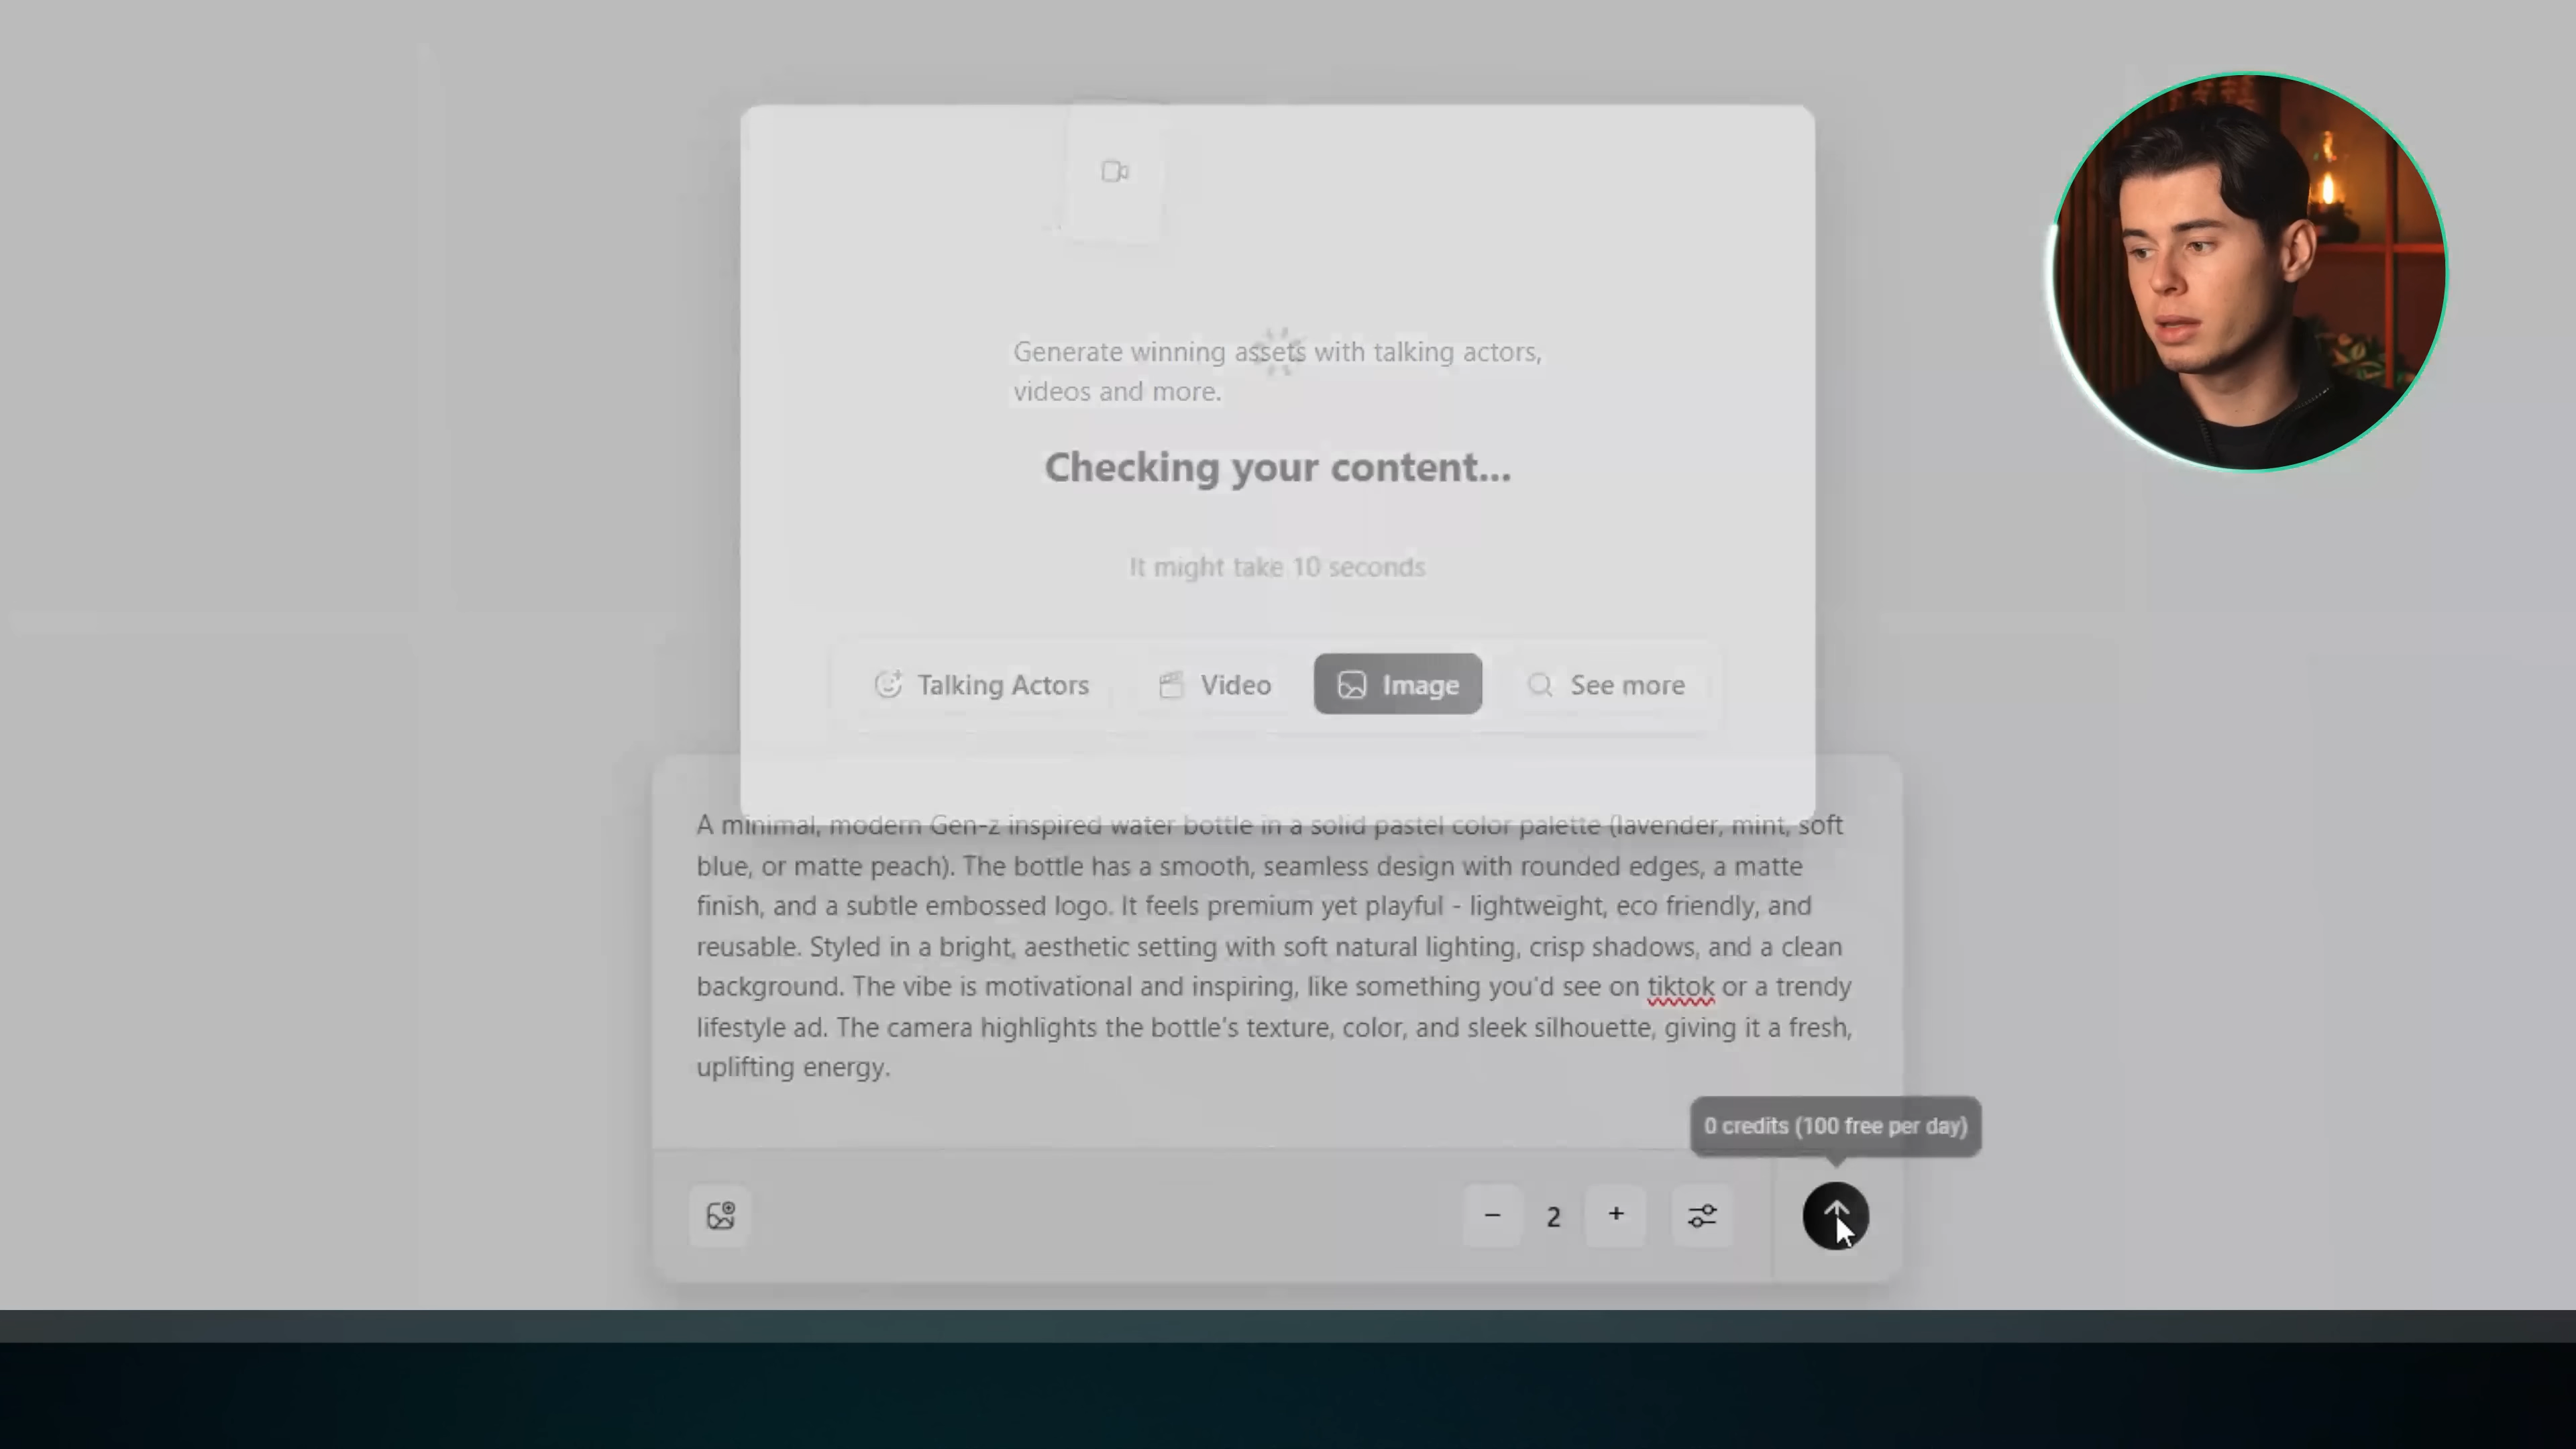 Generate winning assets with talking actors,
videos and more.
Checking your content...
It might take 10 seconds
Talking Actors Video Image See more
A minimal, modern Gen-z inspired water bottle in a solid pastel color palette (lavender, mint, soft
blue, or matte peach). The bottle has a smooth, seamless design with rounded edges, a matte
finish, and a subtle embossed logo. It feels premium yet playful - lightweight, eco friendly, and
reusable. Styled in a bright, aesthetic setting with soft natural lighting, crisp shadows, and a clean
background. The vibe is motivational and inspiring, like something you'd see on tiktok or a trendy
lifestyle ad. The camera highlights the bottle's texture, color, and sleek silhouette, giving it a fresh,
uplifting energy.
0 credits (100 free per day)
- 2 +